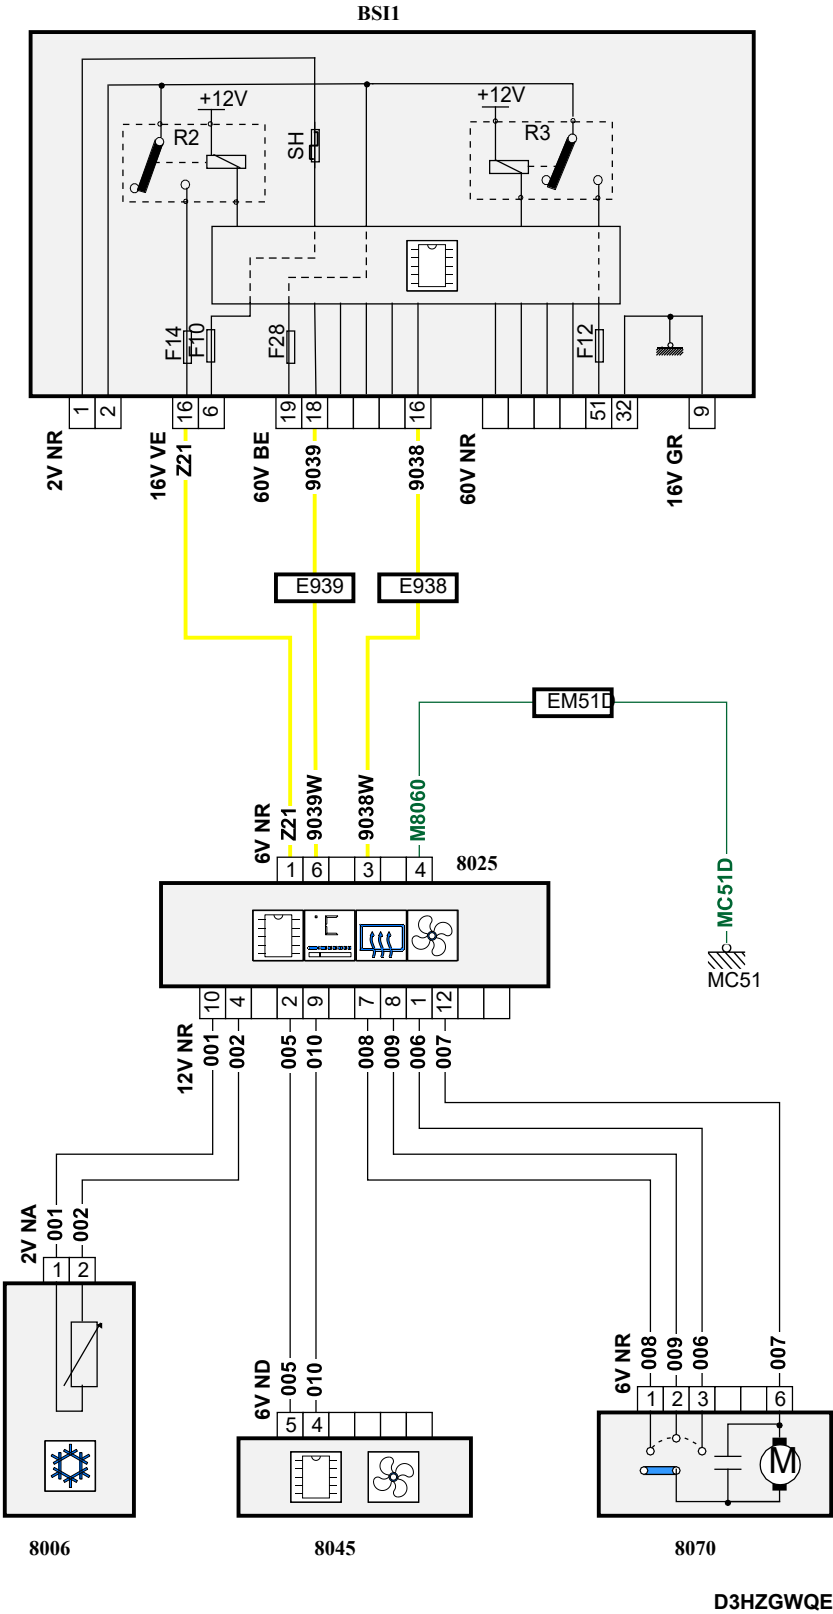 BSI1
+12V
+12V
R2
SH
R3
F14
F10
F28
F12
1 2 16 6 19 18 16 51 32 9
2V NR
16V VE
Z21
60V BE
9039
9038
60V NR
16V GR
E939
E938
EM51D
6V NR
Z21
9039W
9038W
M8060
MC51D
1 6 3 4
8025
MC51
10 4 2 9 7 8 1 12
12V NR
001
002
005
010
008
009
006
007
2V NA
001
002
1 2
6V ND
005
010
6V NR
008
009
006
007
1 2 3 6
5 4
M
8006
8045
8070
D3HZGWQE